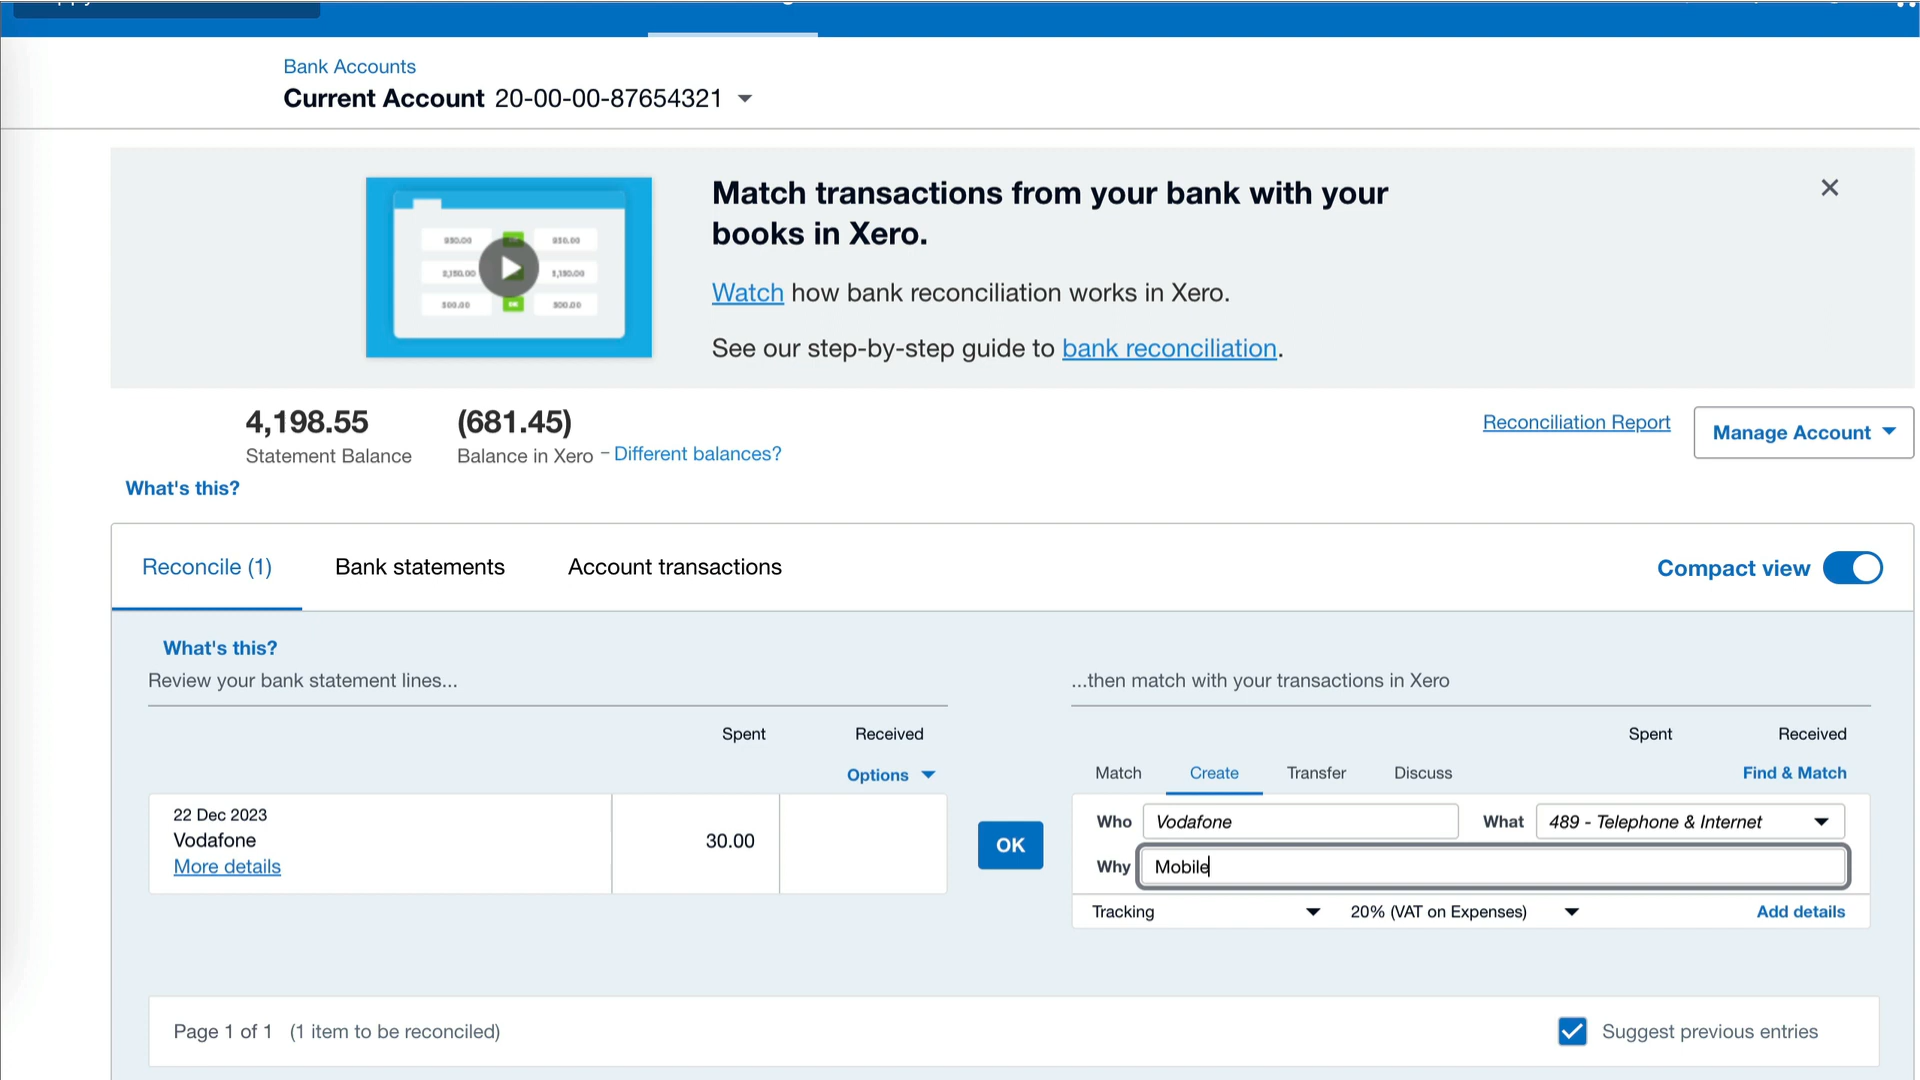 Bank Accounts
Current Account 20-00-00-87654321
Match transactions from your bank with your
books in Xero.
Watch how bank reconciliation works in Xero.
See our step-by-step guide to bank reconciliation.
4,198.55
(681.45)
Statement Balance
Balance in Xero - Different balances?
Reconciliation Report
Manage Account
What's this?
Reconcile (1)
Bank statements
Account transactions
Compact view
What's this?
Review your bank statement lines...
...then match with your transactions in Xero
Spent
Received
Spent
Received
Options
Match
Create
Transfer
Discuss
Find & Match
22 Dec 2023
Vodafone
More details
30.00
OK
Who
Vodafone
What
489 - Telephone & Internet
Why
Mobile
Tracking
20% (VAT on Expenses)
Add details
Page 1 of 1 (1 item to be reconciled)
Suggest previous entries